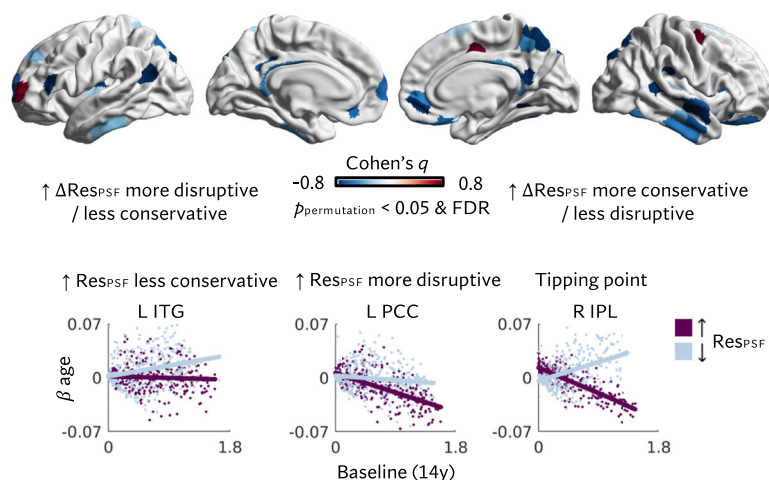 Cohen's q
-0.8 0.8
p permutation < 0.05 & FDR
↑ ΔResPSF more disruptive
/ less conservative
↑ ΔResPSF more conservative
/ less disruptive
↑ ResPSF less conservative
L ITG
↑ ResPSF more disruptive
L PCC
Tipping point
R IPL
β age
0.07
0
-0.07
0 1.8
0.07
0
-0.07
0 1.8
0.07
0
-0.07
0 1.8
Baseline (14y)
↑
↓
ResPSF